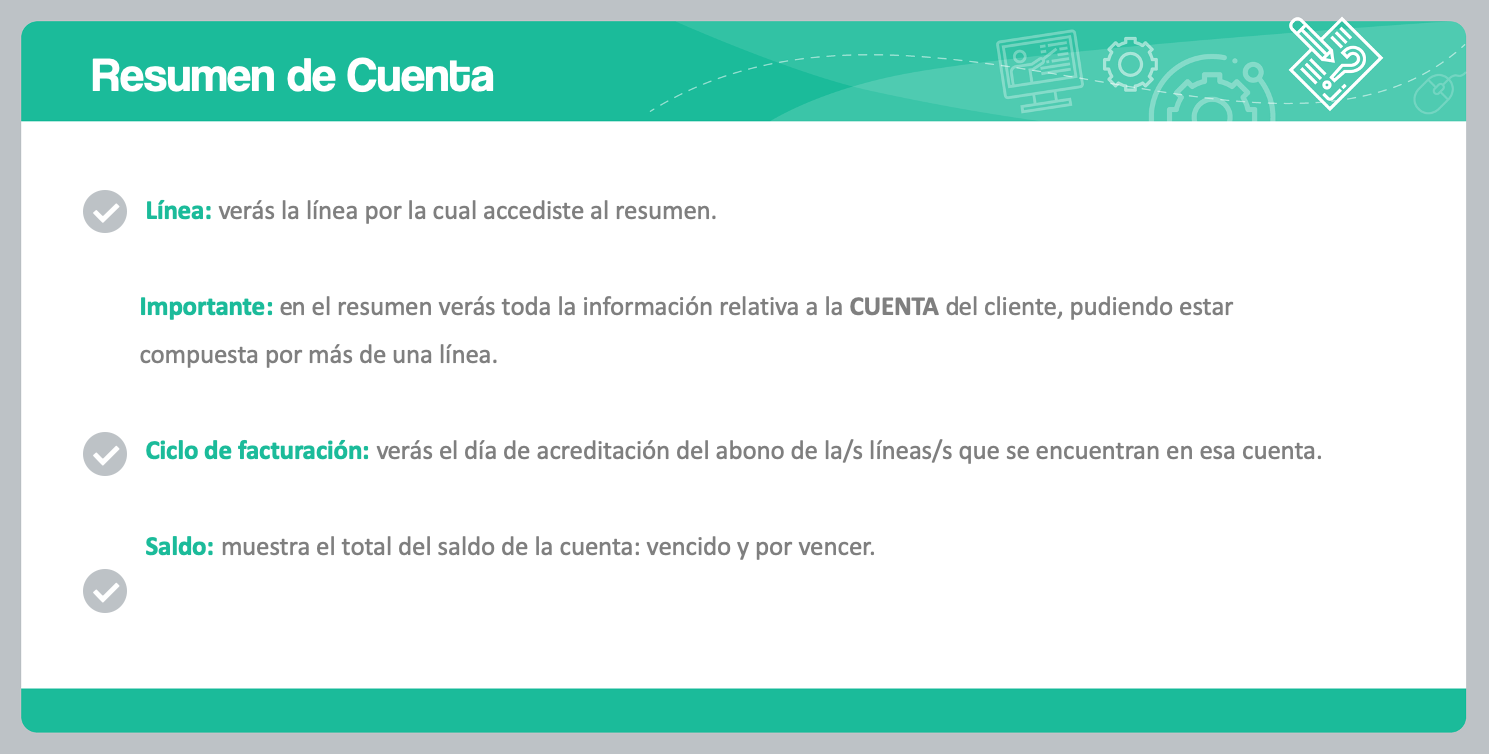 Resumen de Cuenta
Línea: verás la línea por la cual accediste al resumen.
Importante: en el resumen verás toda la información relativa a la CUENTA del cliente, pudiendo estar
compuesta por más de una línea.
Ciclo de facturación: verás el día de acreditación del abono de la/s líneas/s que se encuentran en esa cuenta.
Saldo: muestra el total del saldo de la cuenta: vencido y por vencer.